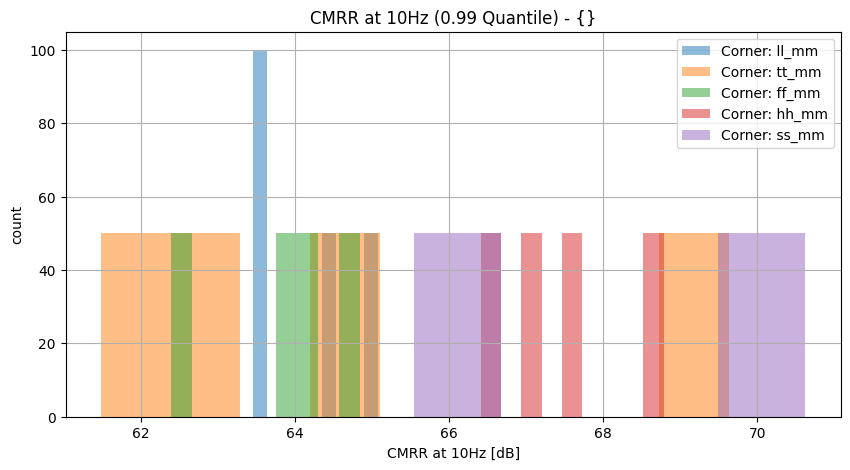 CMRR at 10Hz (0.99 Quantile) - {}
100
80
60
40
20
0
count
62
64
66
68
70
CMRR at 10Hz [dB]
Corner: ll_mm
Corner: tt_mm
Corner: ff_mm
Corner: hh_mm
Corner: ss_mm